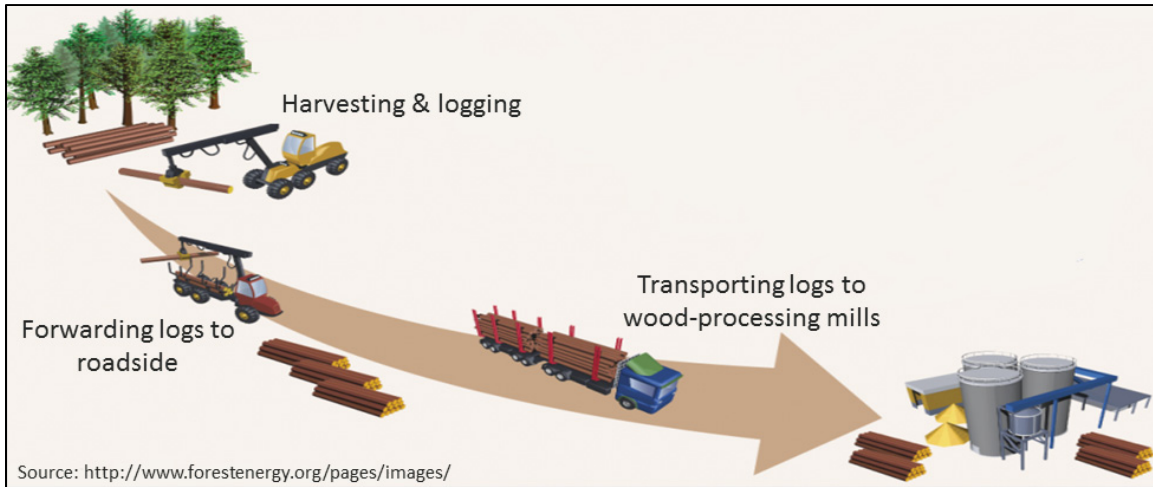 Harvesting & logging
Forwarding logs to
roadside
Transporting logs to
wood-processing mills
Source: http://www.forestenergy.org/pages/images/